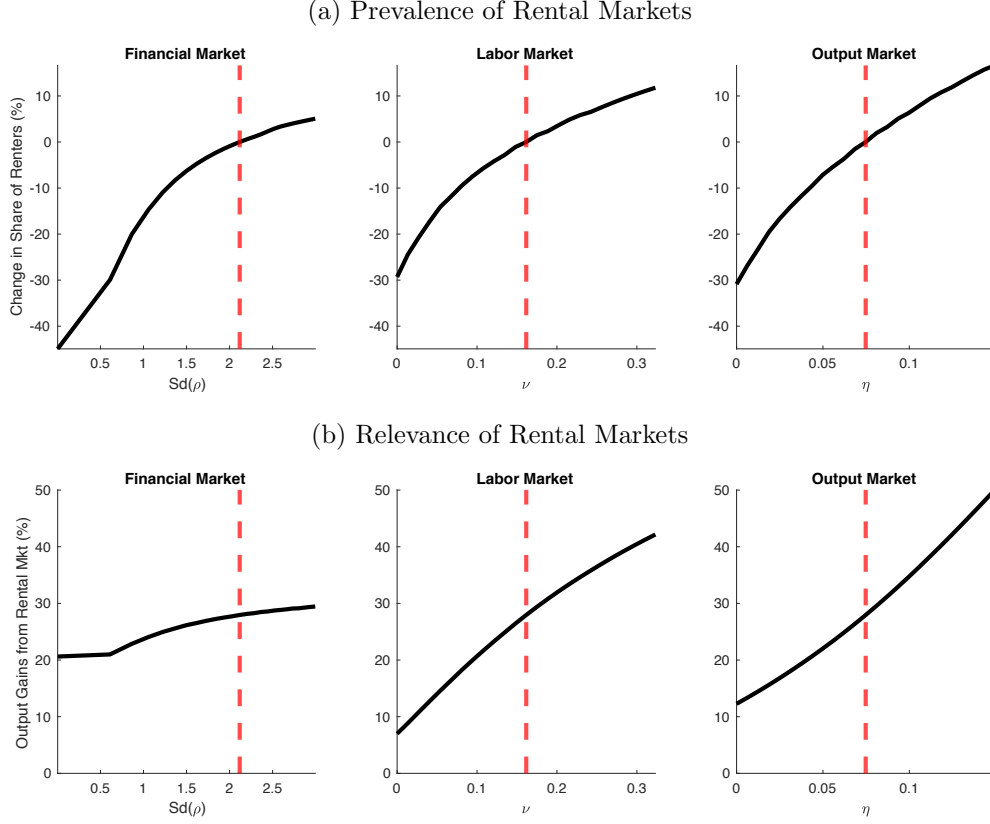 (a) Prevalence of Rental Markets
Financial Market
Labor Market
Output Market
Change in Share of Renters (%)
10
0
-10
-20
-30
-40
0.5 1 1.5 2 2.5
Sd(ρ)
10
0
-10
-20
-30
-40
0 0.1 0.2 0.3
ν
10
0
-10
-20
-30
-40
0 0.05 0.1
η
(b) Relevance of Rental Markets
Financial Market
Labor Market
Output Market
Output Gains from Rental Mkt (%)
50
40
30
20
10
0
0.5 1 1.5 2 2.5
Sd(ρ)
50
40
30
20
10
0
0 0.1 0.2 0.3
ν
50
40
30
20
10
0
0 0.05 0.1
η